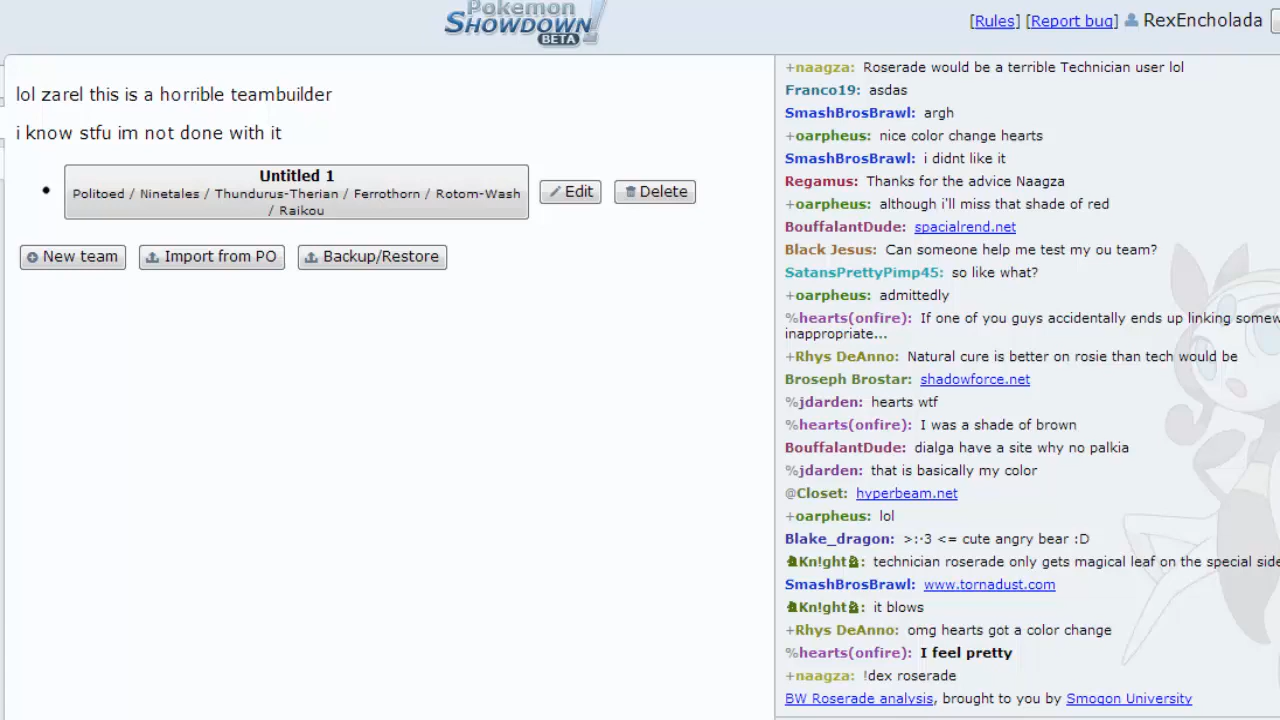 Pokemon
SHOWDOWN!
BETA
[Rules] [Report bug] RexEncholada
lol zarel this is a horrible teambuilder
i know stfu im not done with it
Untitled 1
Politoed / Ninetales / Thundurus-Therian / Ferrothorn / Rotom-Wash
/ Raikou
Edit Delete
New team Import from PO Backup/Restore
+naagza: Roserade would be a terrible Technician user lol
Franco19: asdas
SmashBrosBrawl: argh
+oarpheus: nice color change hearts
SmashBrosBrawl: i didnt like it
Regamus: Thanks for the advice Naagza
+oarpheus: although i'll miss that shade of red
BouffalantDude: spacialrend.net
Black Jesus: Can someone help me test my ou team?
SatansPrettyPimp45: so like what?
+oarpheus: admittedly
%hearts(onfire): If one of you guys accidentally ends up linking somew
inappropriate...
+Rhys DeAnno: Natural cure is better on rosie than tech would be
Broseph Brostar: shadowforce.net
%jdarden: hearts wtf
%hearts(onfire): I was a shade of brown
BouffalantDude: dialga have a site why no palkia
%jdarden: that is basically my color
@Closet: hyperbeam.net
+oarpheus: lol
Blake_dragon: >:·3 <= cute angry bear :D
♞Kn!ght♞: technician roserade only gets magical leaf on the special side
SmashBrosBrawl: www.tornadust.com
♞Kn!ght♞: it blows
+Rhys DeAnno: omg hearts got a color change
%hearts(onfire): I feel pretty
+naagza: !dex roserade
BW Roserade analysis, brought to you by Smogon University